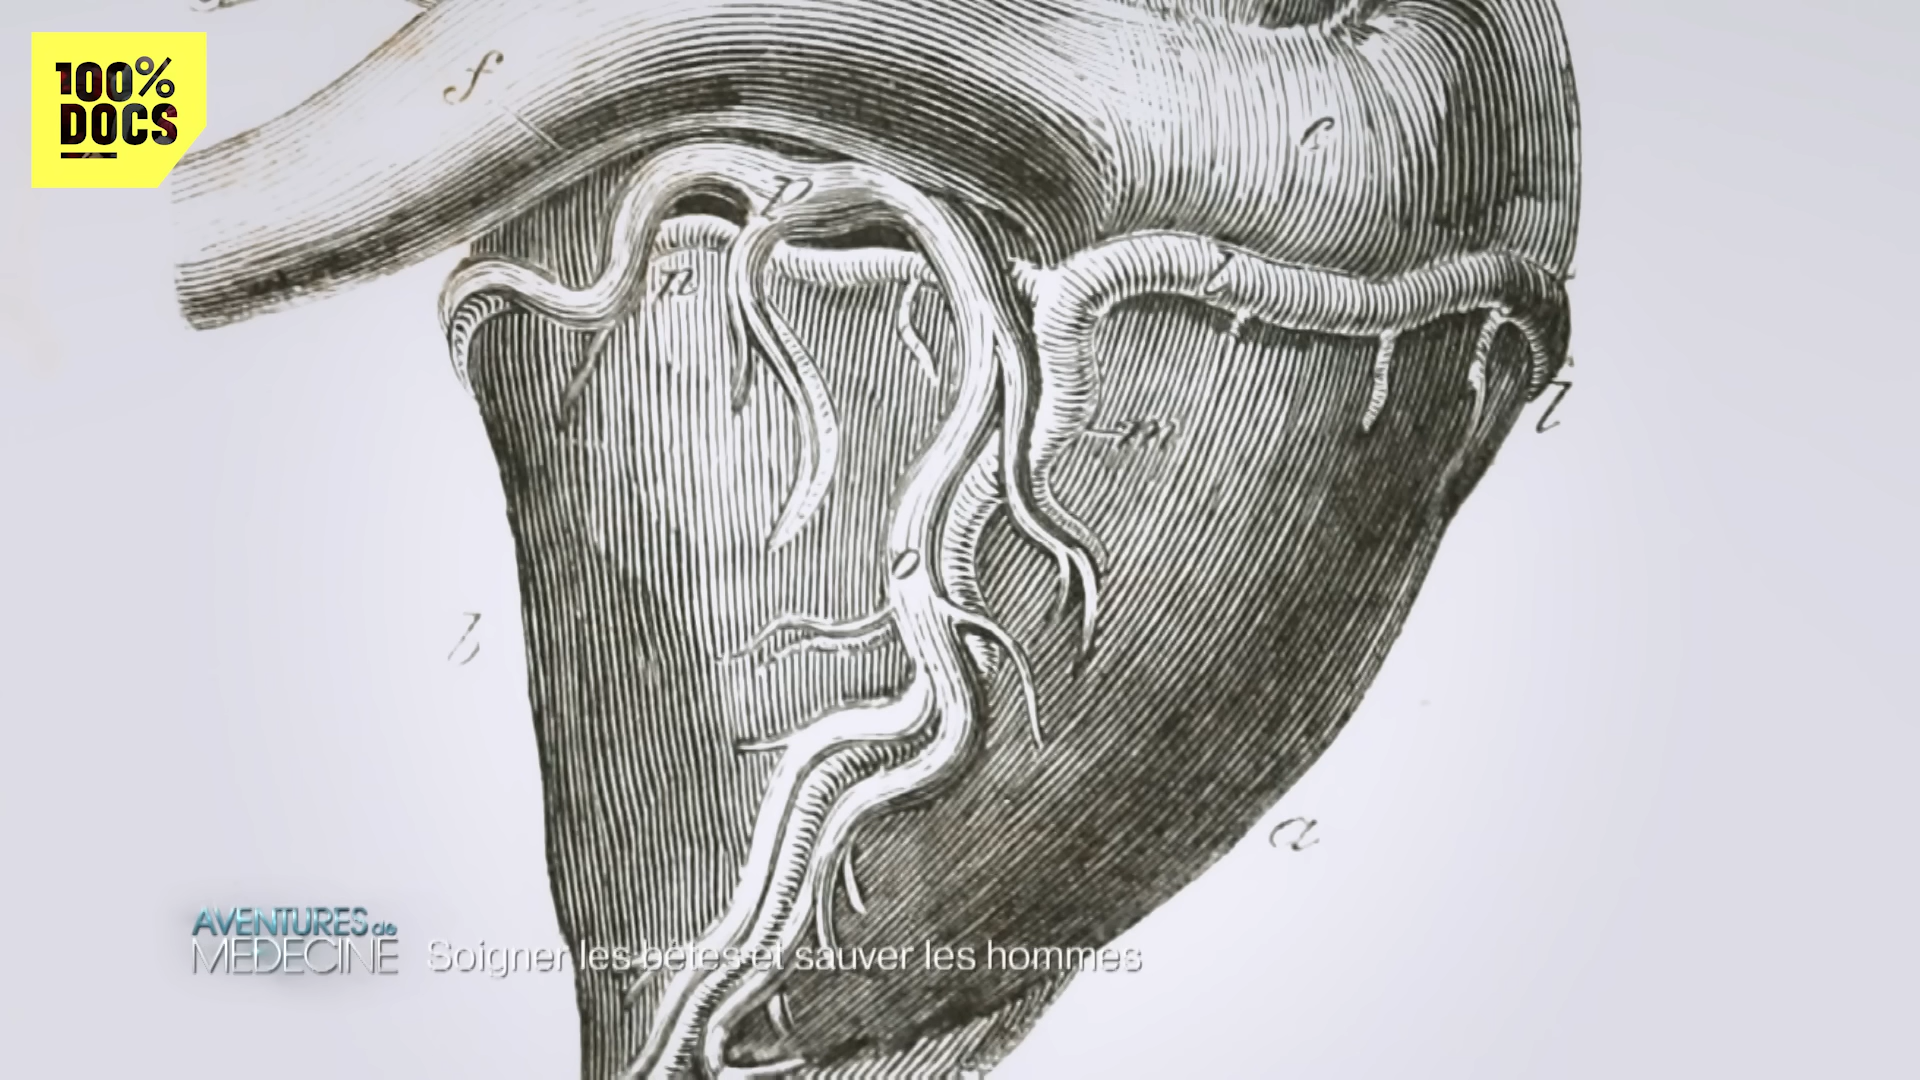 100%
DOCS
f
c
p
n
l
l
m
o
b
a
AVENTURES de
MEDECINE
Soigner les bêtes et sauver les hommes